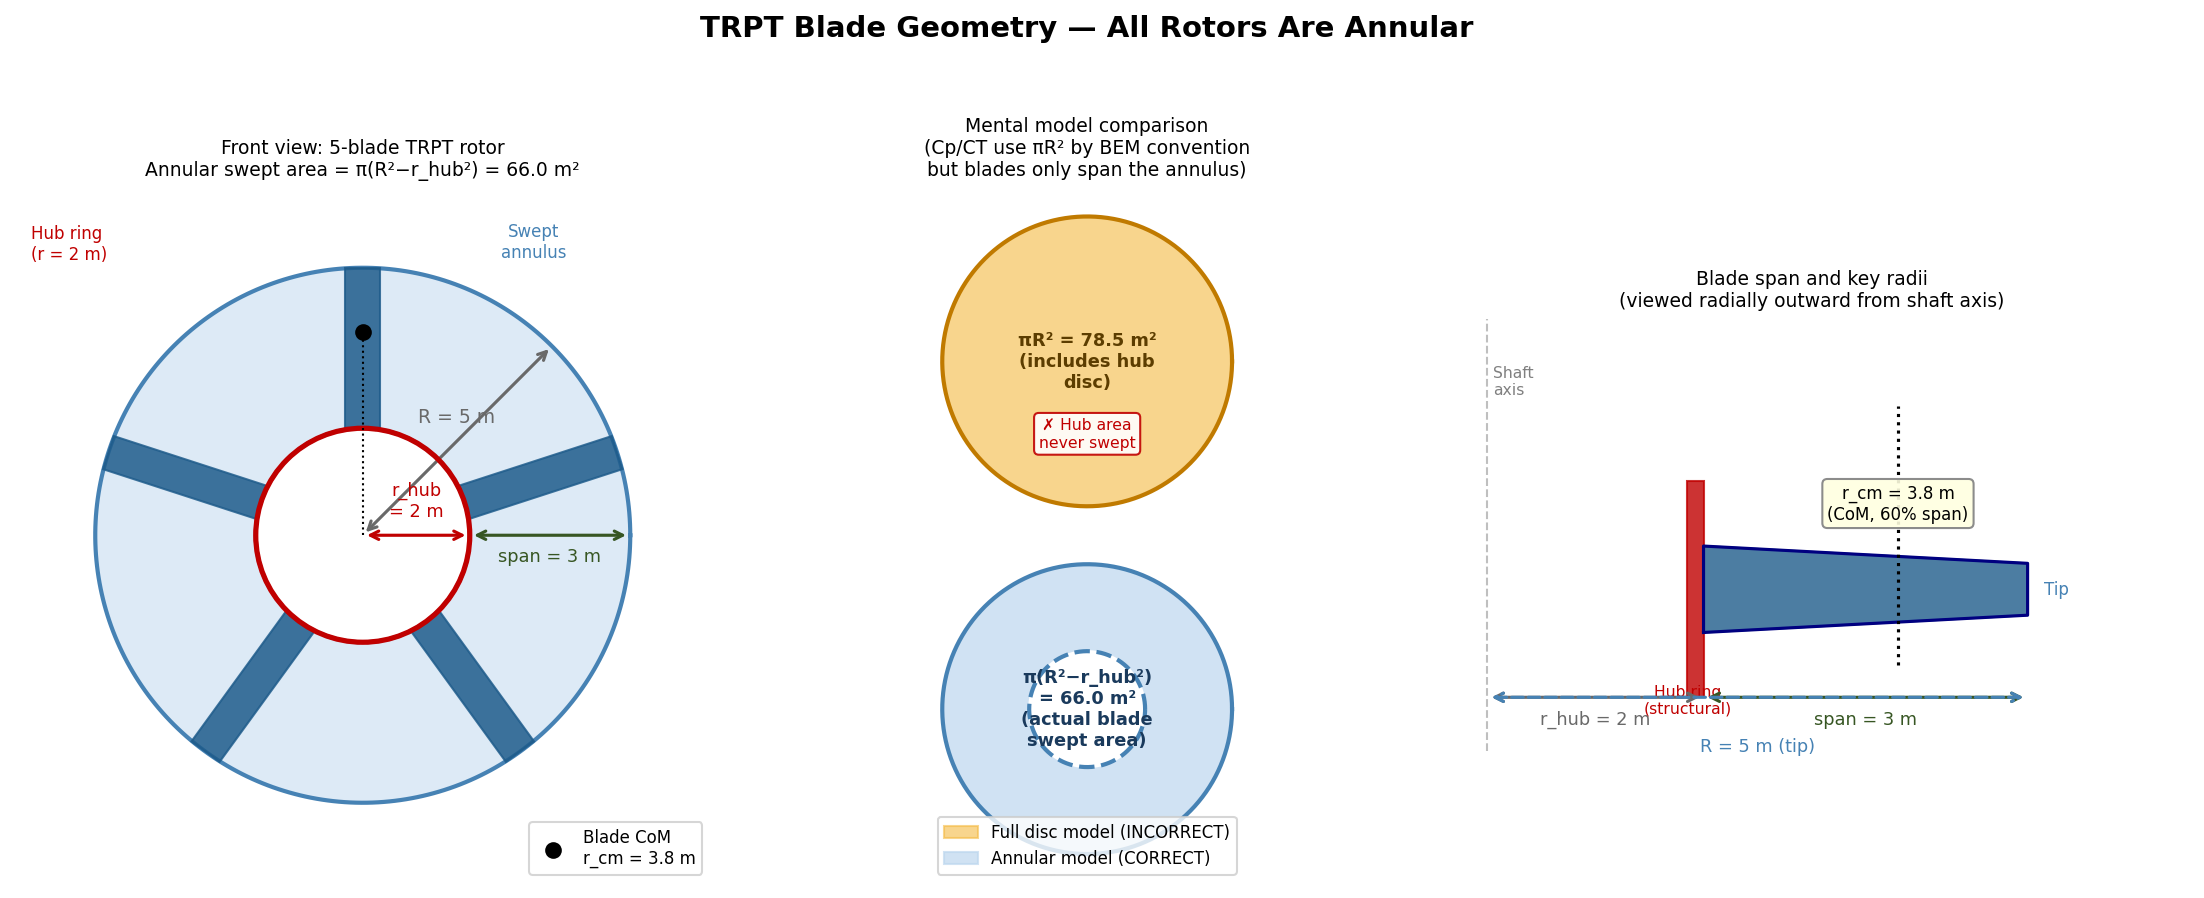 TRPT Blade Geometry — All Rotors Are Annular
Front view: 5-blade TRPT rotor
Annular swept area = π(R²−r_hub²) = 66.0 m²
Hub ring
(r = 2 m)
Swept
annulus
R = 5 m
r_hub
= 2 m
span = 3 m
Blade CoM
r_cm = 3.8 m
Mental model comparison
(Cp/CT use πR² by BEM convention
but blades only span the annulus)
πR² = 78.5 m²
(includes hub
disc)
✗ Hub area
never swept
π(R²−r_hub²)
= 66.0 m²
(actual blade
swept area)
Full disc model (INCORRECT)
Annular model (CORRECT)
Blade span and key radii
(viewed radially outward from shaft axis)
Shaft
axis
r_cm = 3.8 m
(CoM, 60% span)
Tip
Hub ring
(structural)
r_hub = 2 m
span = 3 m
R = 5 m (tip)